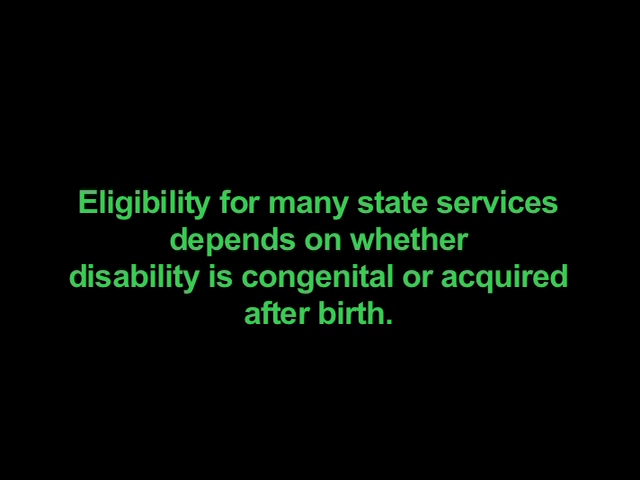 Eligibility for many state services
depends on whether
disability is congenital or acquired
after birth.